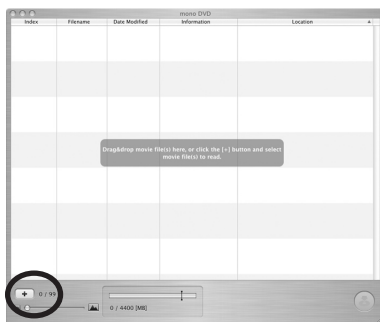 mono DVD
Index Filename Date Modified Information Location
Drag&drop movie file(s) here, or click the [+] button and select
movie file(s) to read.
+ 0 / 99
0 / 4400 [MB]